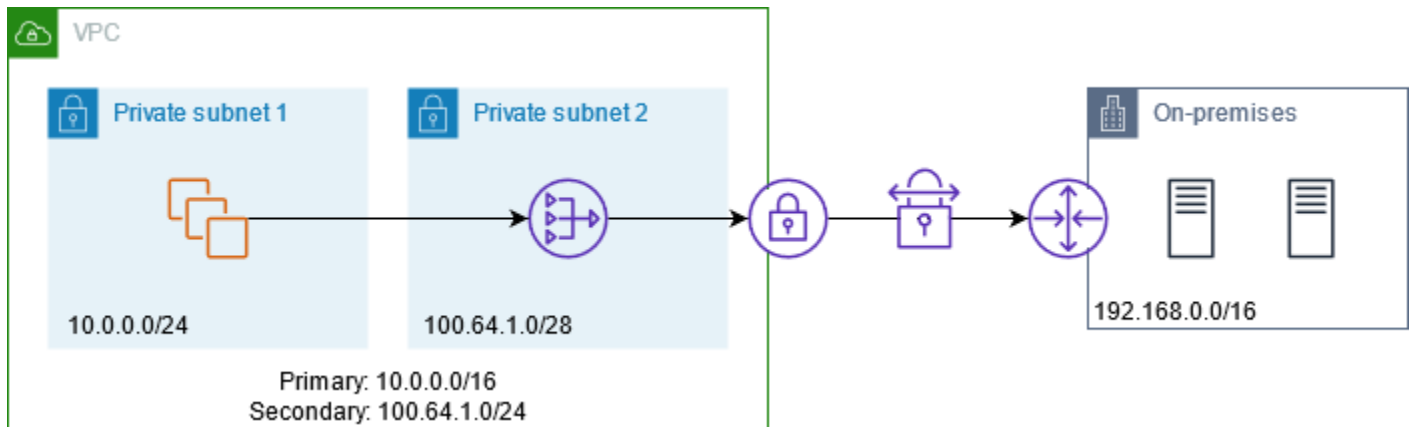 VPC
Private subnet 1
Private subnet 2
On-premises
10.0.0.0/24
100.64.1.0/28
192.168.0.0/16
Primary: 10.0.0.0/16
Secondary: 100.64.1.0/24